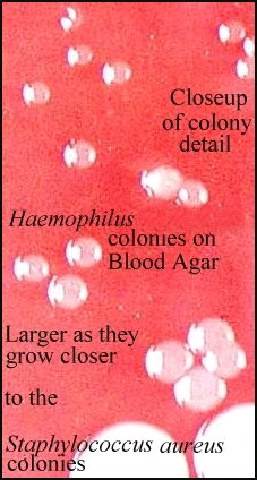 Closeup
of colony
detail
Haemophilus
colonies on
Blood Agar
Larger as they
grow closer
to the
Staphylococcus aureus
colonies